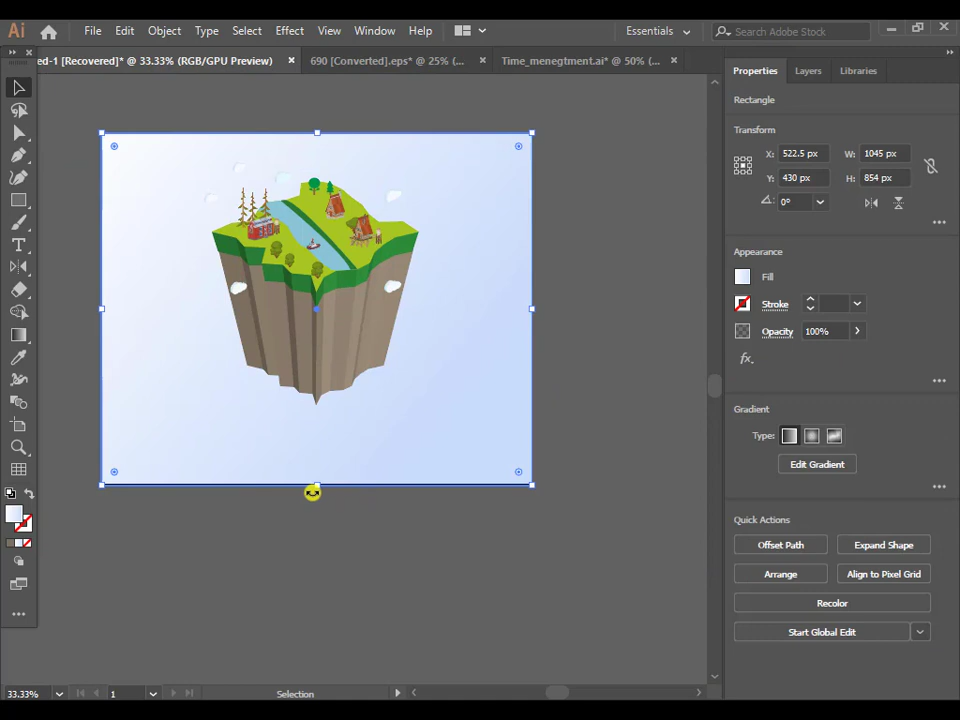 Ai File Edit Object Type Select Effect View Window Help Essentials Search Adobe Stock
ed-1 [Recovered]* @ 33.33% (RGB/GPU Preview) 690 [Converted].eps* @ 25% (... Time_menegtment.ai* @ 50% (...
Properties Layers Libraries
Rectangle
Transform
X: 522.5 px W: 1045 px
Y: 430 px H: 854 px
0°
Appearance
Fill
Stroke
Opacity 100%
fx.
Gradient
Type:
Edit Gradient
Quick Actions
Offset Path Expand Shape
Arrange Align to Pixel Grid
Recolor
Start Global Edit
33.33% 1 Selection